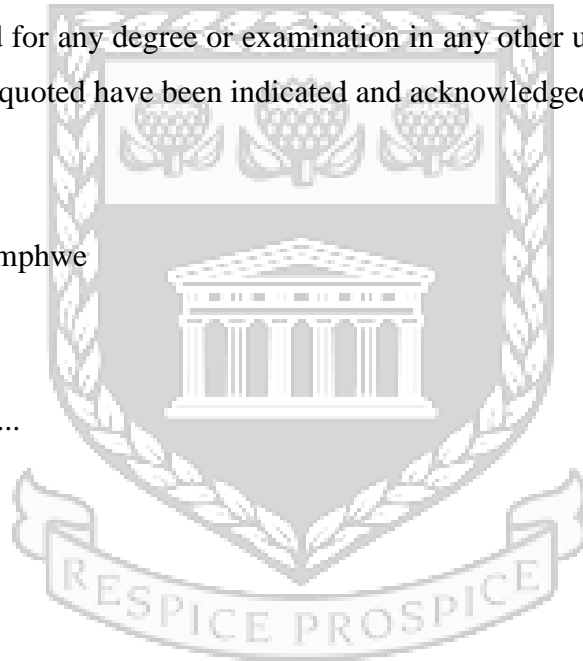 d for any degree or examination in any other u
quoted have been indicated and acknowledged
mphwe
...
RESPICE PROSPICE